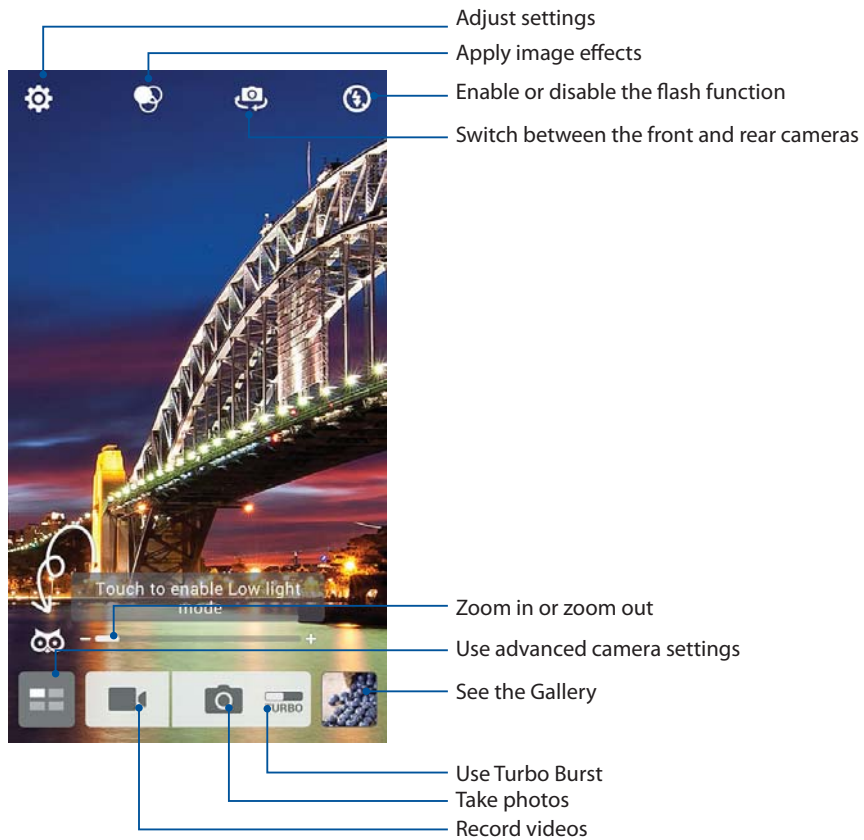 Adjust settings
Apply image effects
Enable or disable the flash function
Switch between the front and rear cameras
Touch to enable Low light
mode
Zoom in or zoom out
Use advanced camera settings
See the Gallery
TURBO
Use Turbo Burst
Take photos
Record videos